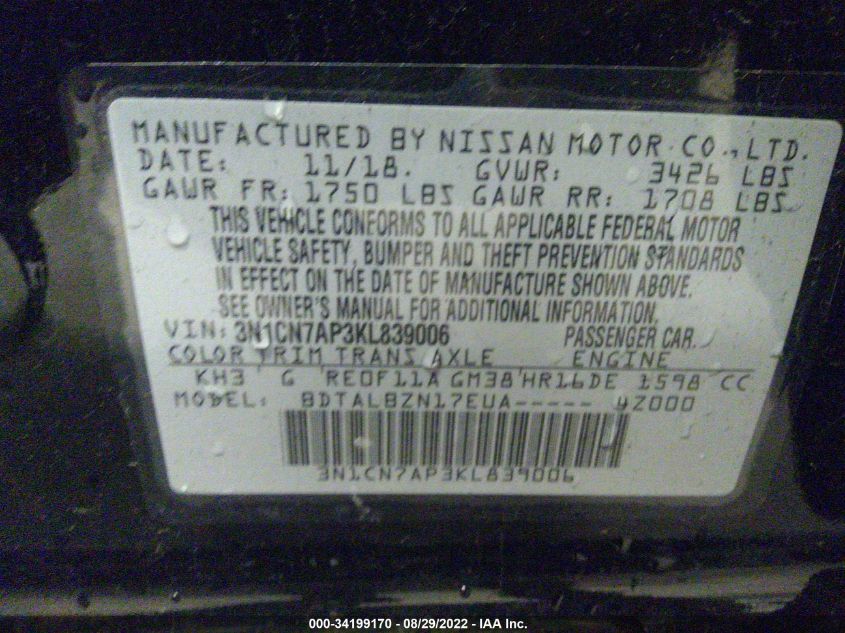 MANUFACTURED BY NISSAN MOTOR CO., LTD.
DATE: 11/18. GVWR: 3426 LBS
GAWR FR: 1750 LBS GAWR RR: 1708 LBS
THIS VEHICLE CONFORMS TO ALL APPLICABLE FEDERAL MOTOR
VEHICLE SAFETY, BUMPER AND THEFT PREVENTION STANDARDS
IN EFFECT ON THE DATE OF MANUFACTURE SHOWN ABOVE.
SEE OWNER'S MANUAL FOR ADDITIONAL INFORMATION.
VIN: 3N1CN7AP3KL839006 PASSENGER CAR.
COLOR TRIM TRANS AXLE ENGINE
KH3 G RE0F11A GM38 HR16DE 1598 CC
MODEL: BDTALBZN17EUA----- UZ000
3N1CN7AP3KL839006
000-34199170 - 08/29/2022 - IAA Inc.